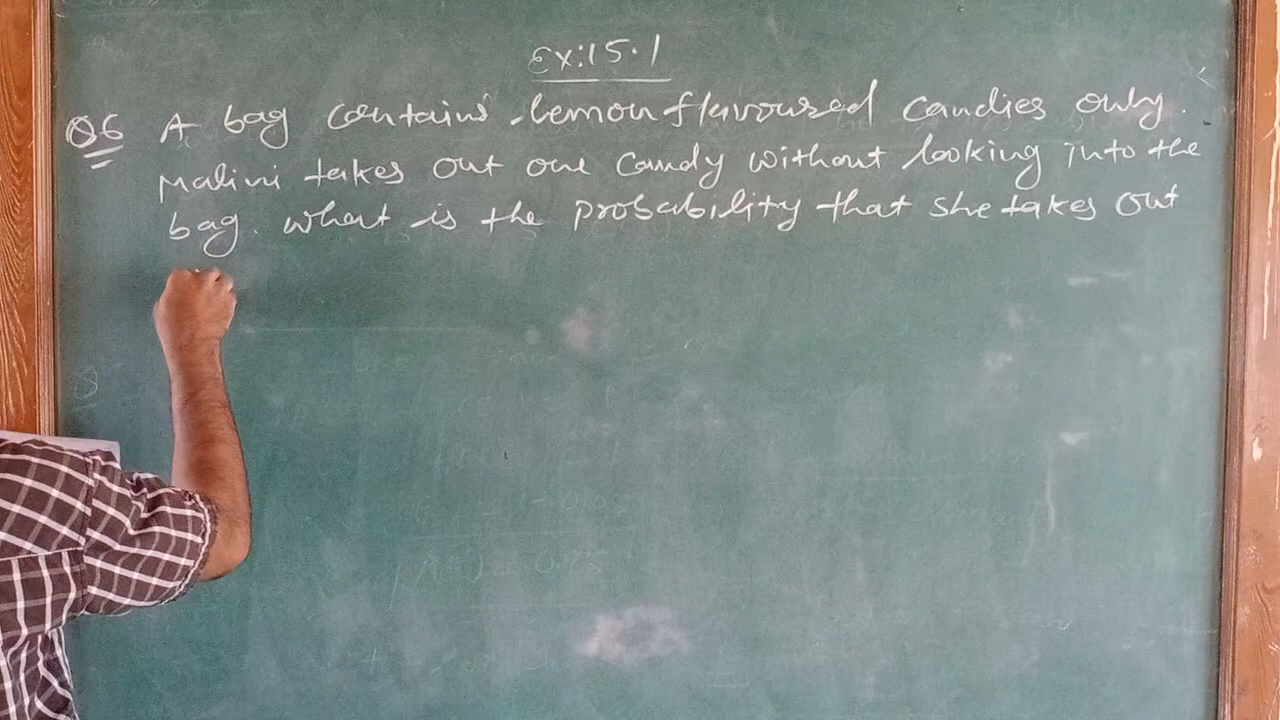 Ex:15.1
Q6 A bag contains lemon flavoured candies only.
Malini takes out one candy without looking into the
bag. what is the probability that she takes out